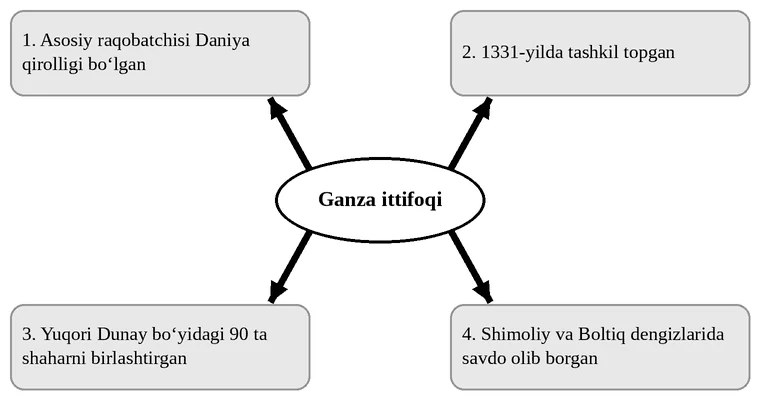 1. Asosiy raqobatchisi Daniya
qirolligi bo‘lgan
2. 1331-yilda tashkil topgan
Ganza ittifoqi
3. Yuqori Dunay bo‘yidagi 90 ta
shaharni birlashtirgan
4. Shimoliy va Boltiq dengizlarida
savdo olib borgan